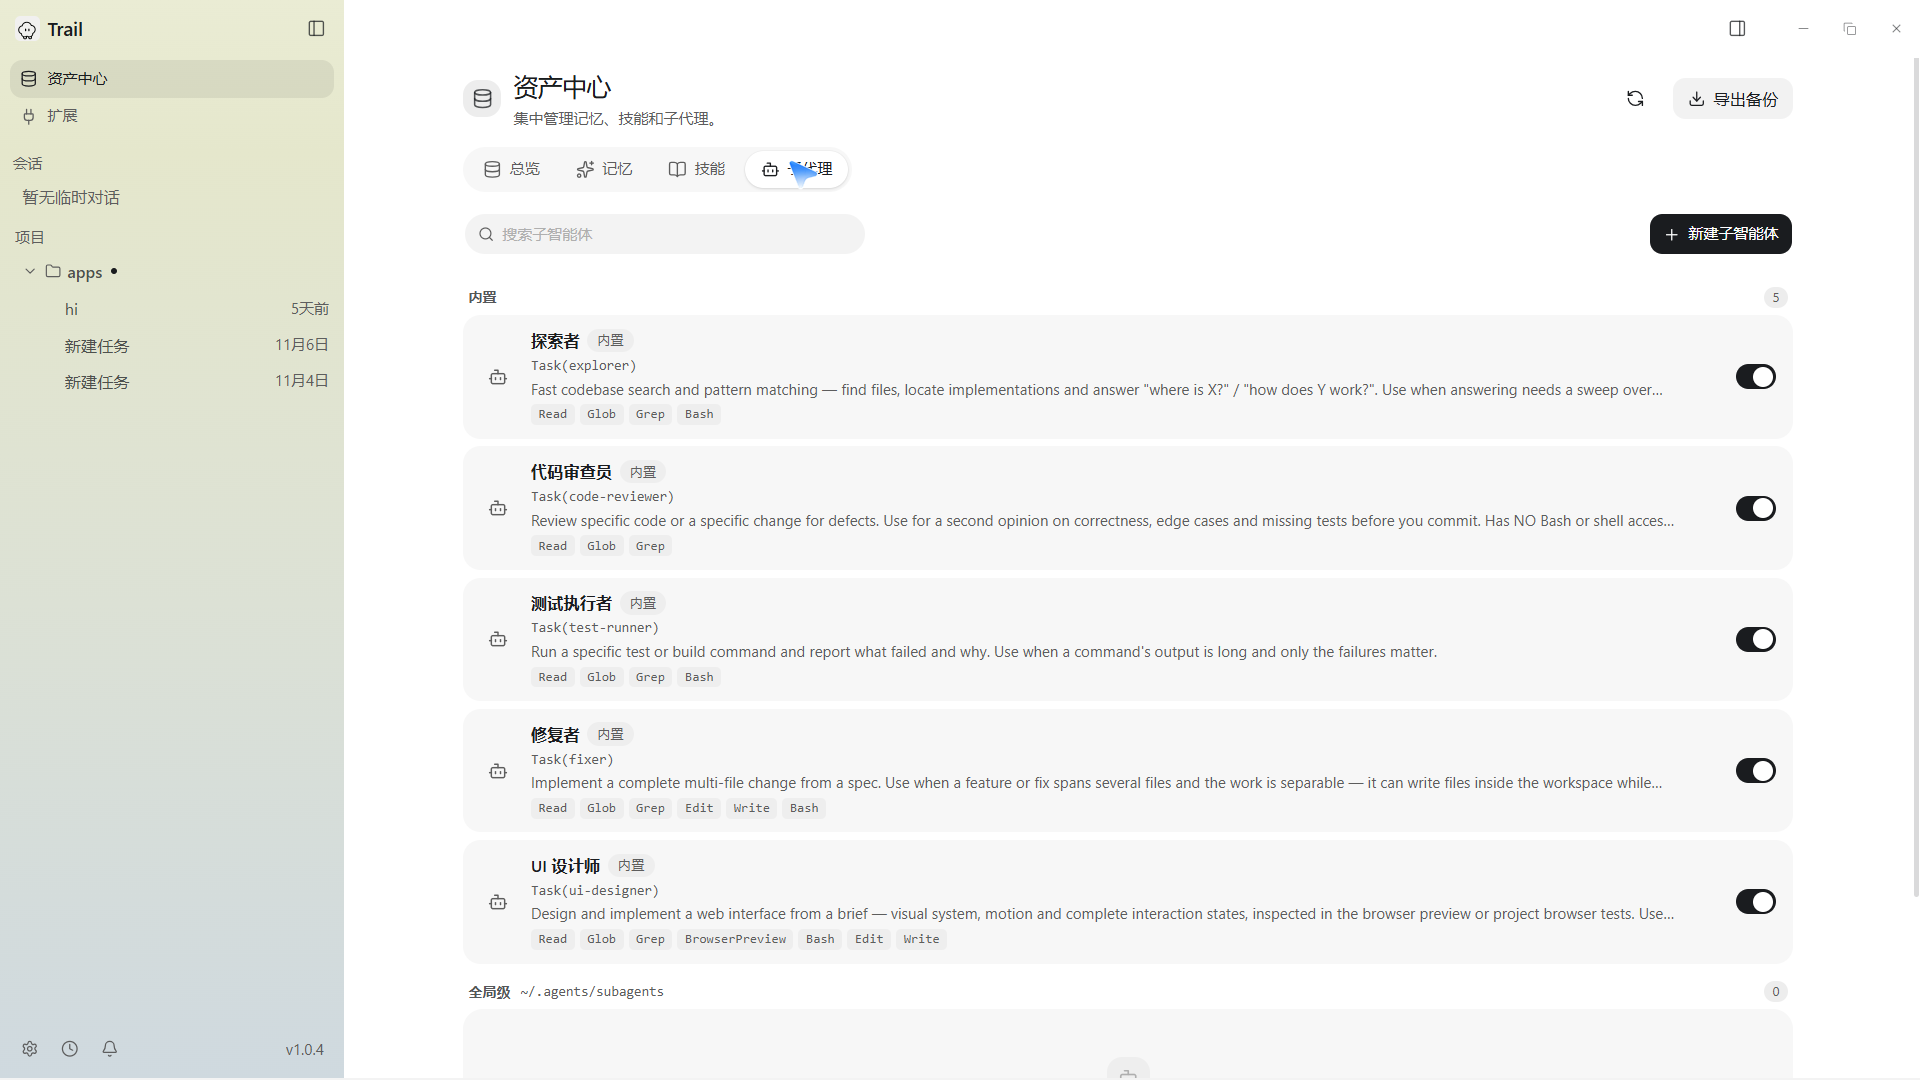 Trail
资产中心
扩展
会话
暂无临时对话
项目
apps
hi 5天前
新建任务 11月6日
新建任务 11月4日
v1.0.4
资产中心
集中管理记忆、技能和子代理。
导出备份
总览 记忆 技能 代理
搜索子智能体
新建子智能体
内置 5
探索者 内置
Task(explorer)
Fast codebase search and pattern matching — find files, locate implementations and answer "where is X?" / "how does Y work?". Use when answering needs a sweep over…
Read Glob Grep Bash
代码审查员 内置
Task(code-reviewer)
Review specific code or a specific change for defects. Use for a second opinion on correctness, edge cases and missing tests before you commit. Has NO Bash or shell acces…
Read Glob Grep
测试执行者 内置
Task(test-runner)
Run a specific test or build command and report what failed and why. Use when a command's output is long and only the failures matter.
Read Glob Grep Bash
修复者 内置
Task(fixer)
Implement a complete multi-file change from a spec. Use when a feature or fix spans several files and the work is separable — it can write files inside the workspace while…
Read Glob Grep Edit Write Bash
UI 设计师 内置
Task(ui-designer)
Design and implement a web interface from a brief — visual system, motion and complete interaction states, inspected in the browser preview or project browser tests. Use…
Read Glob Grep BrowserPreview Bash Edit Write
全局级 ~/.agents/subagents 0